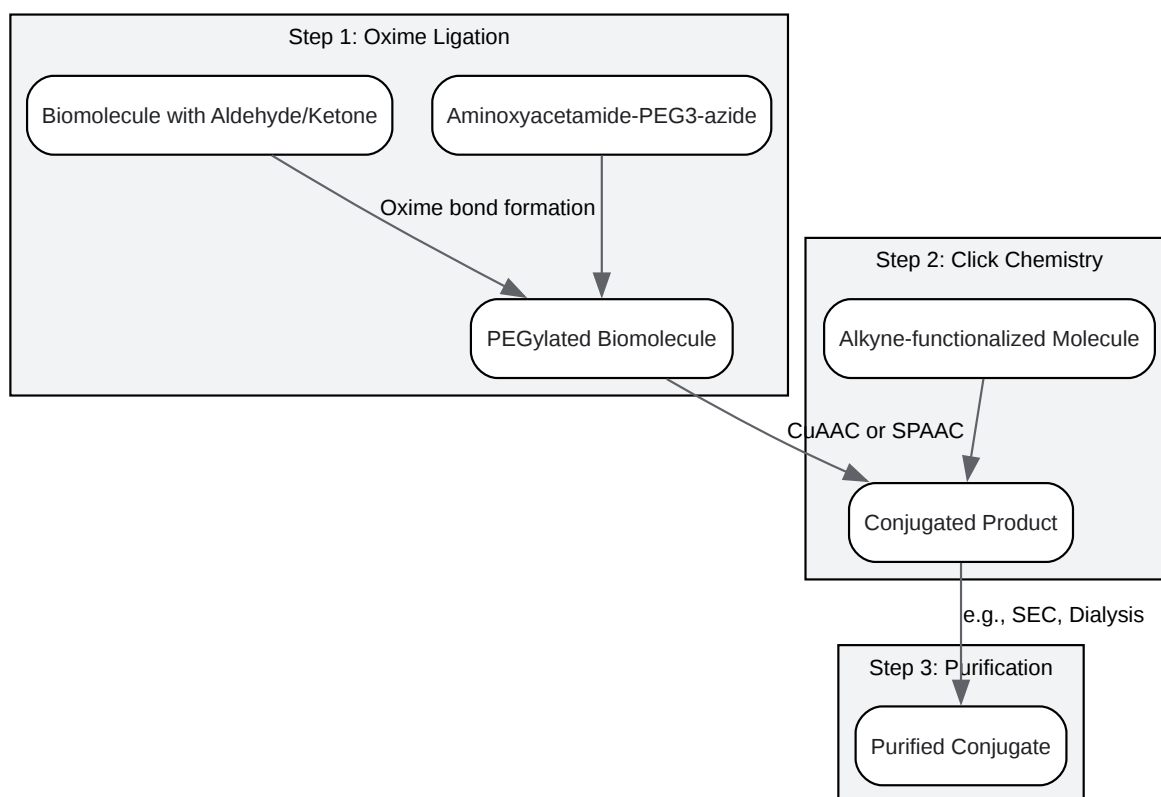 Step 1: Oxime Ligation
Biomolecule with Aldehyde/Ketone
Aminoxyacetamide-PEG3-azide
Oxime bond formation
PEGylated Biomolecule
Step 2: Click Chemistry
Alkyne-functionalized Molecule
CuAAC or SPAAC
Conjugated Product
e.g., SEC, Dialysis
Step 3: Purification
Purified Conjugate